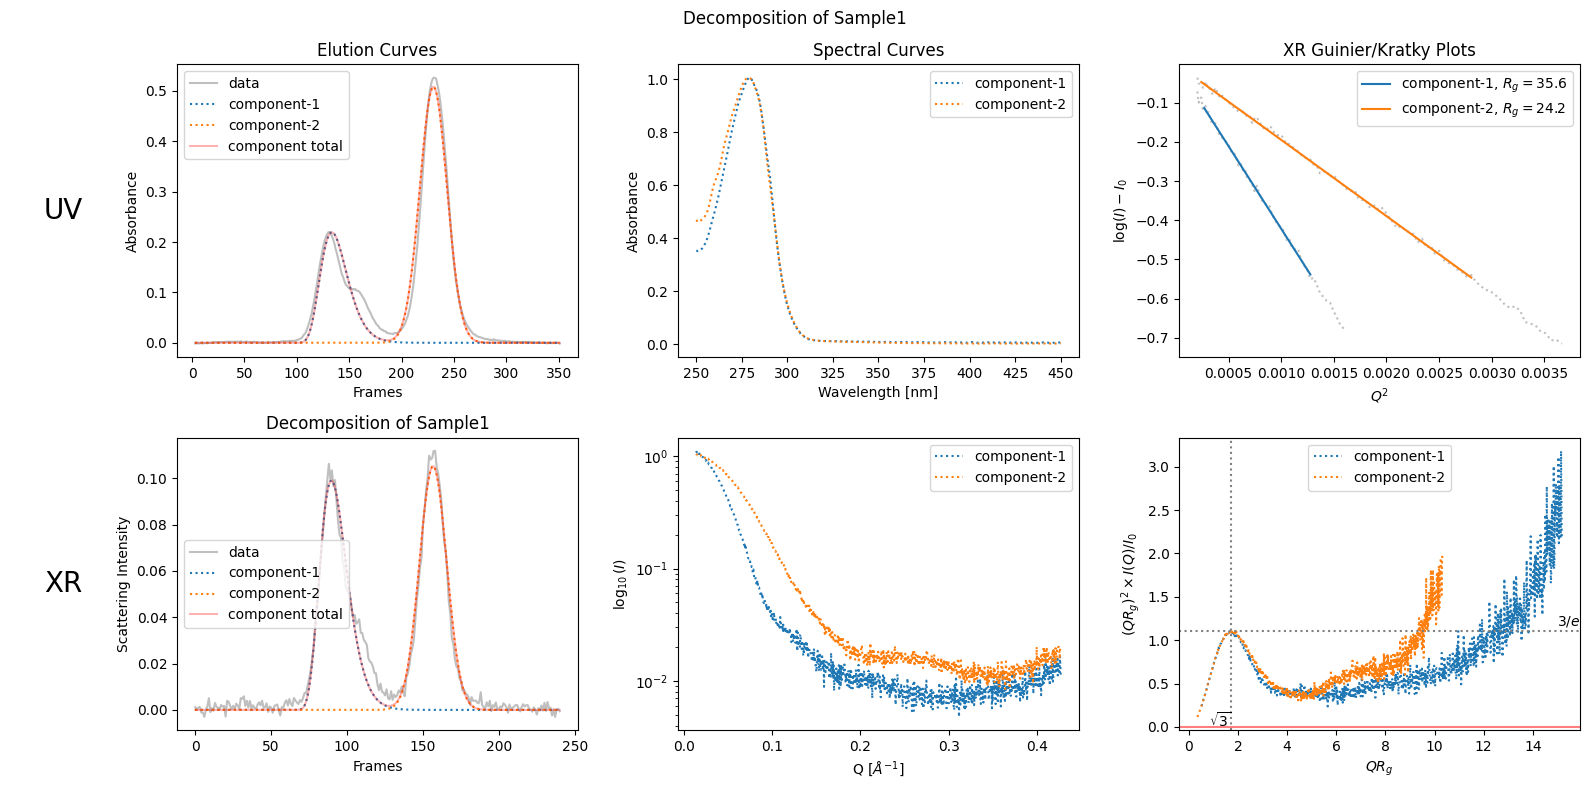 Decomposition of Sample1
Elution Curves
Spectral Curves
XR Guinier/Kratky Plots
UV
Absorbance
0.5
0.4
0.3
0.2
0.1
0.0
data
component-1
component-2
component total
0 50 100 150 200 250 300 350
Frames
Absorbance
1.0
0.8
0.6
0.4
0.2
0.0
component-1
component-2
250 275 300 325 350 375 400 425 450
Wavelength [nm]
log(I) − I₀
−0.1
−0.2
−0.3
−0.4
−0.5
−0.6
−0.7
component-1, R_g = 35.6
component-2, R_g = 24.2
0.0005 0.0010 0.0015 0.0020 0.0025 0.0030 0.0035
Q²
XR
Decomposition of Sample1
Scattering Intensity
0.10
0.08
0.06
0.04
0.02
0.00
data
component-1
component-2
component total
0 50 100 150 200 250
Frames
log₁₀ (I)
10⁰
10⁻¹
10⁻²
component-1
component-2
0.0 0.1 0.2 0.3 0.4
Q [Å⁻¹]
(QR_g)² × I(Q)/I₀
3.0
2.5
2.0
1.5
1.0
0.5
0.0
component-1
component-2
3/e
√3
0 2 4 6 8 10 12 14
QR_g